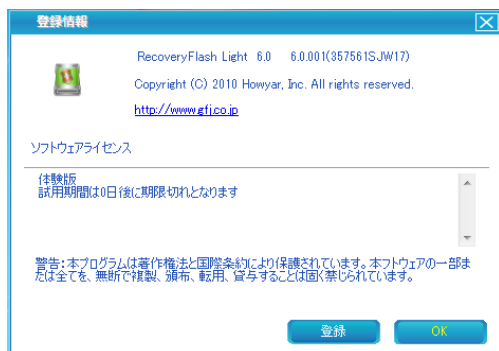 登録情報
RecoveryFlash Light 6.0 6.0.001(357561SJW17)
Copyright (C) 2010 Howyar, Inc. All rights reserved.
http://www.gfj.co.jp
ソフトウェアライセンス
体験版
試用期間は0日後に期限切れとなります
警告:本プログラムは著作権法と国際条約により保護されています。本フトウェアの一部ま
たは全てを、無断で複製、頒布、転用、貸与することは固く禁じられています。
登録
OK